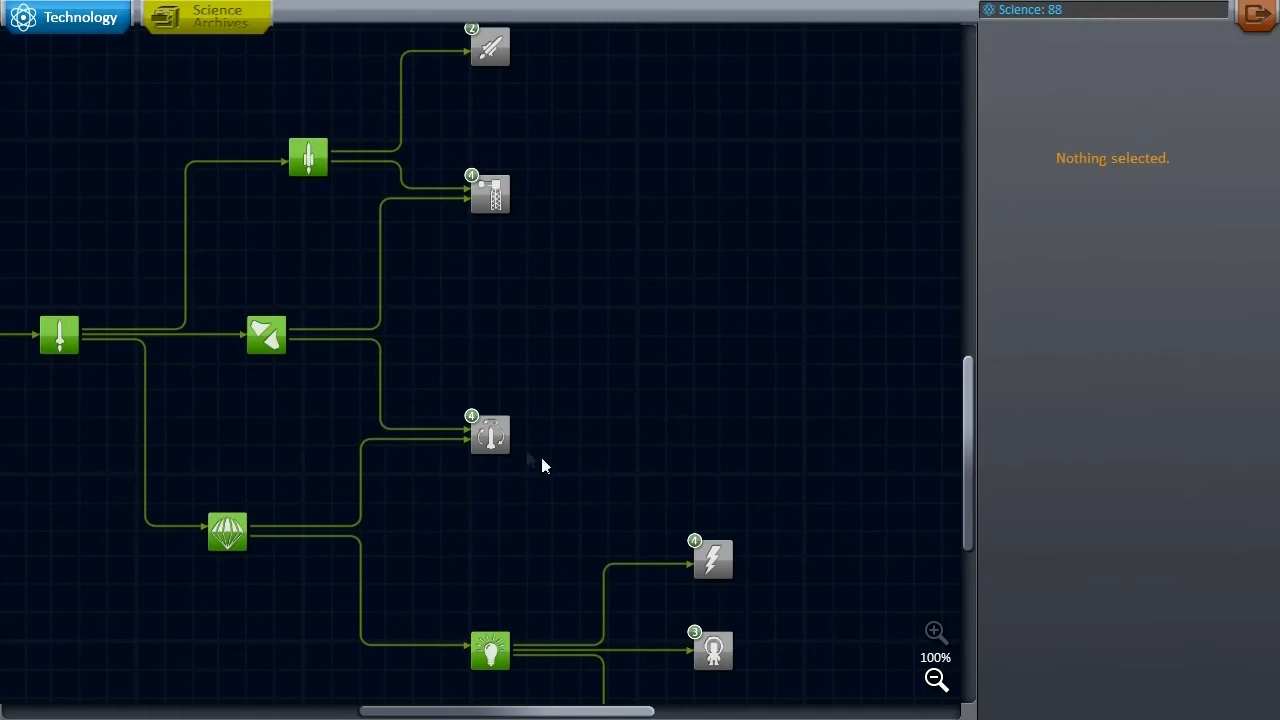 Technology
Science
Archives
Science: 88
Nothing selected.
2
4
4
4
3
100%